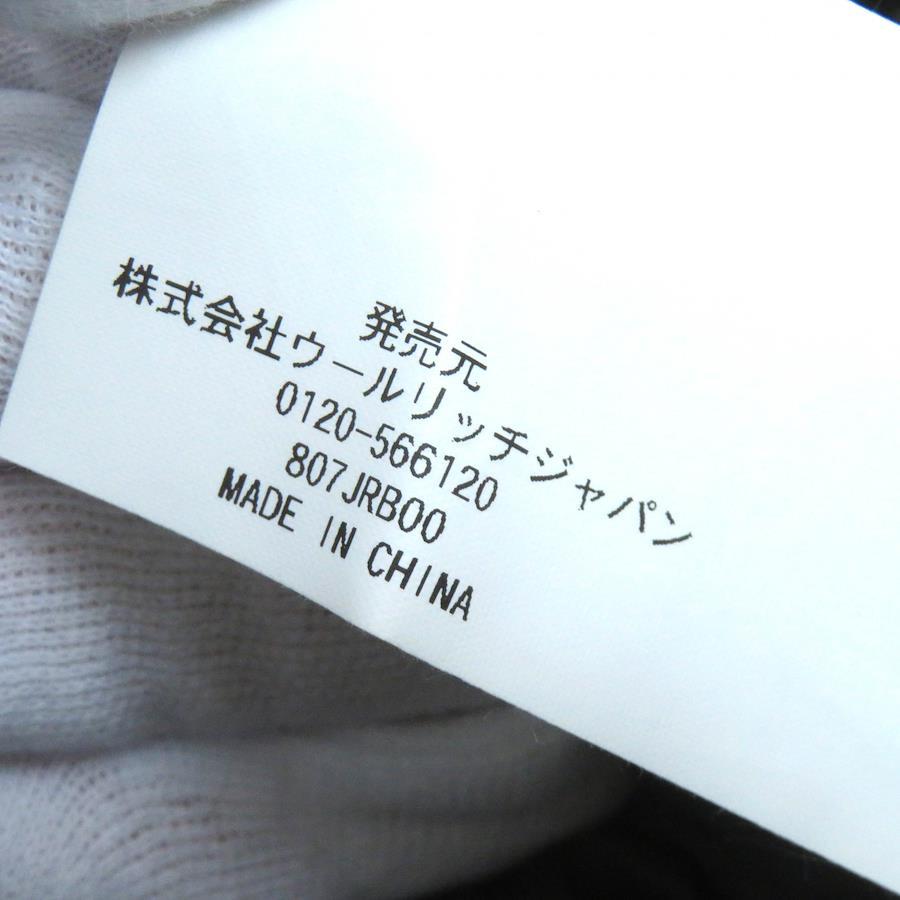 発売元
株式会社ウールリッチジャパン
0120-566120
807JRB00
MADE IN CHINA